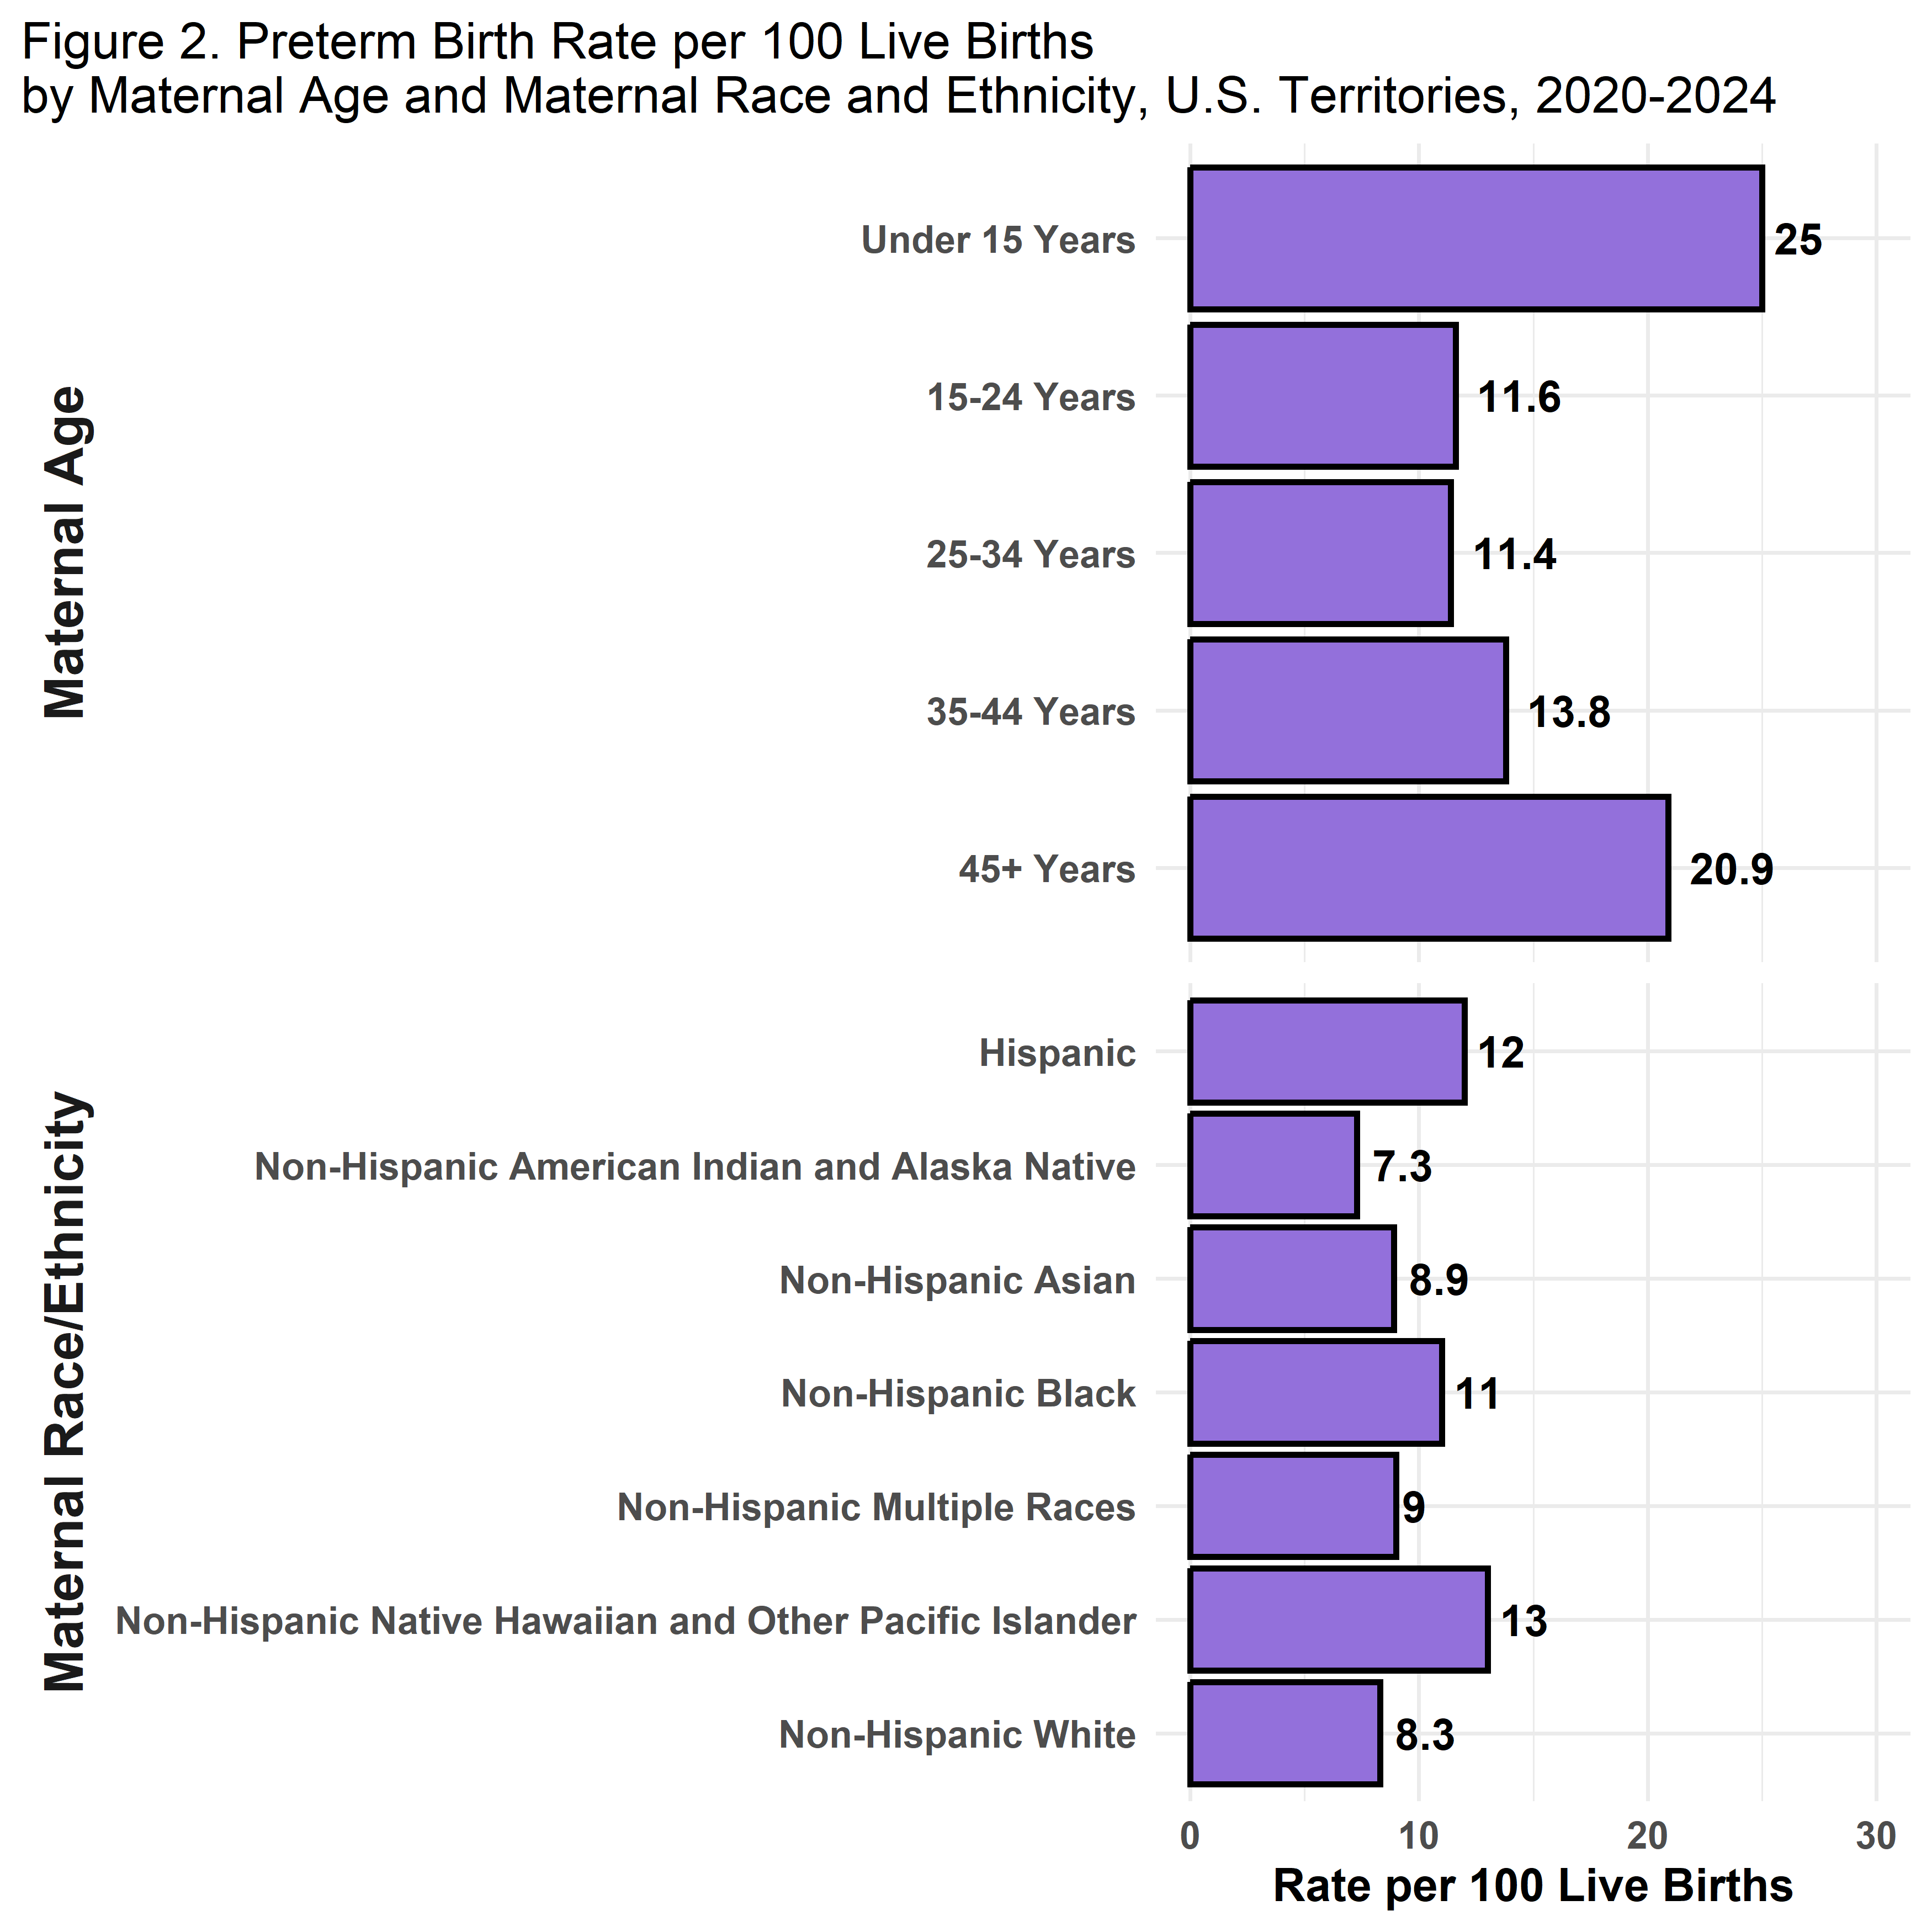 Figure 2. Preterm Birth Rate per 100 Live Births
by Maternal Age and Maternal Race and Ethnicity, U.S. Territories, 2020-2024
Maternal Age
Under 15 Years 25
15-24 Years 11.6
25-34 Years 11.4
35-44 Years 13.8
45+ Years 20.9
Maternal Race/Ethnicity
Hispanic 12
Non-Hispanic American Indian and Alaska Native 7.3
Non-Hispanic Asian 8.9
Non-Hispanic Black 11
Non-Hispanic Multiple Races 9
Non-Hispanic Native Hawaiian and Other Pacific Islander 13
Non-Hispanic White 8.3
0 10 20 30
Rate per 100 Live Births